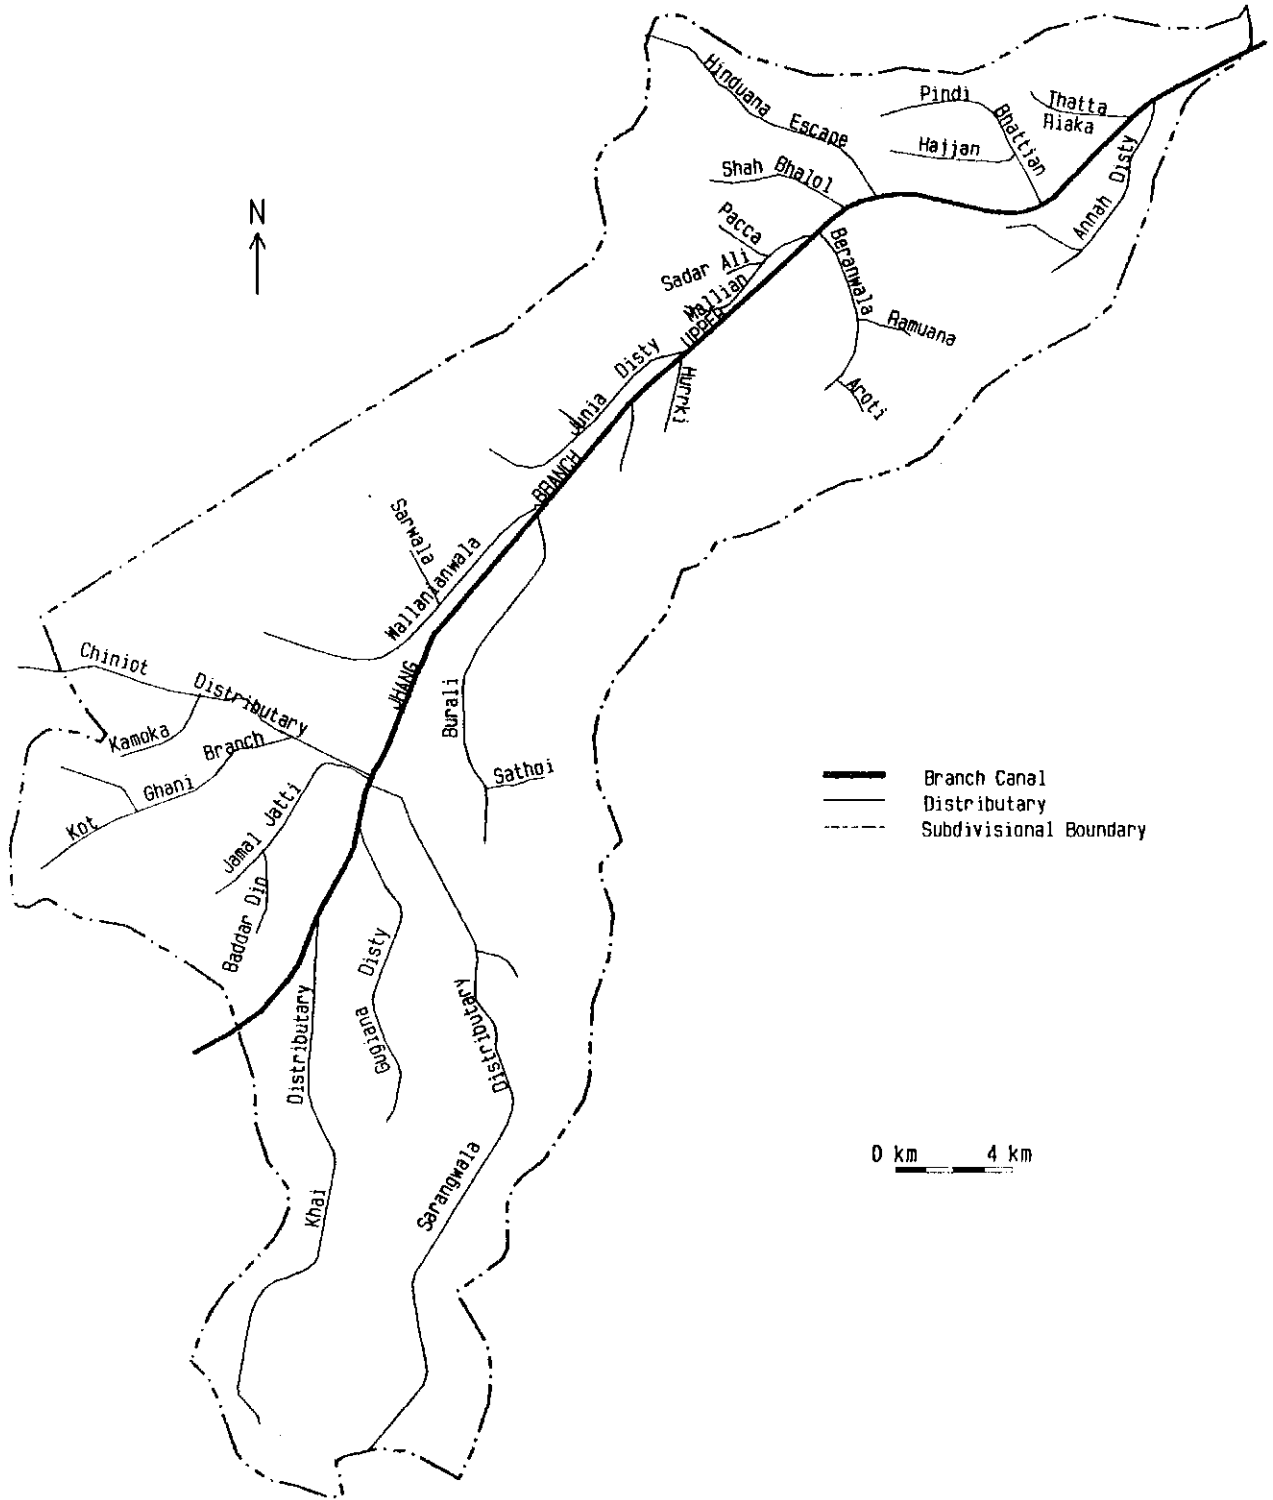 Hinduana Escape
Pindi Bhattian
Thatta
Riaka
Hajjan
Annah Disty
Shah Bhalol
Pacca
Sadar Ali
Mallian
Beranwala
Ramuana
Aroti
N
UPPER
Junia Disty
Hurrki
BRANCH
Sarwala
Wallanianwala
Chiniot Distributary
JHANG
Burali
Sathoi
Kamoka
Kot Ghani Branch
Jamal Jatti
Baddar Din
Branch Canal
Distributary
Subdivisional Boundary
Gugiana Disty
Khai Distributary
Sarangwala Distributary
0 km 4 km